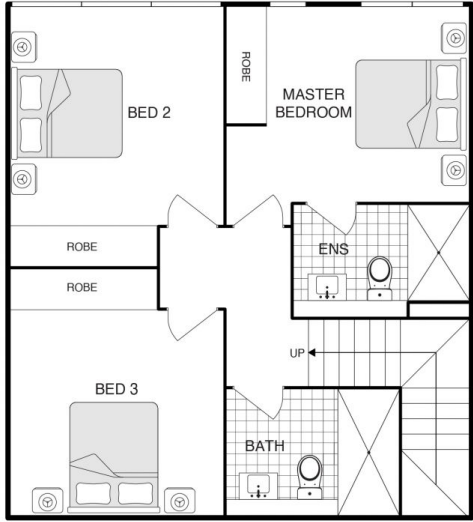 ROBE
MASTER
BEDROOM
BED 2
ROBE
ENS
ROBE
UP
BED 3
BATH